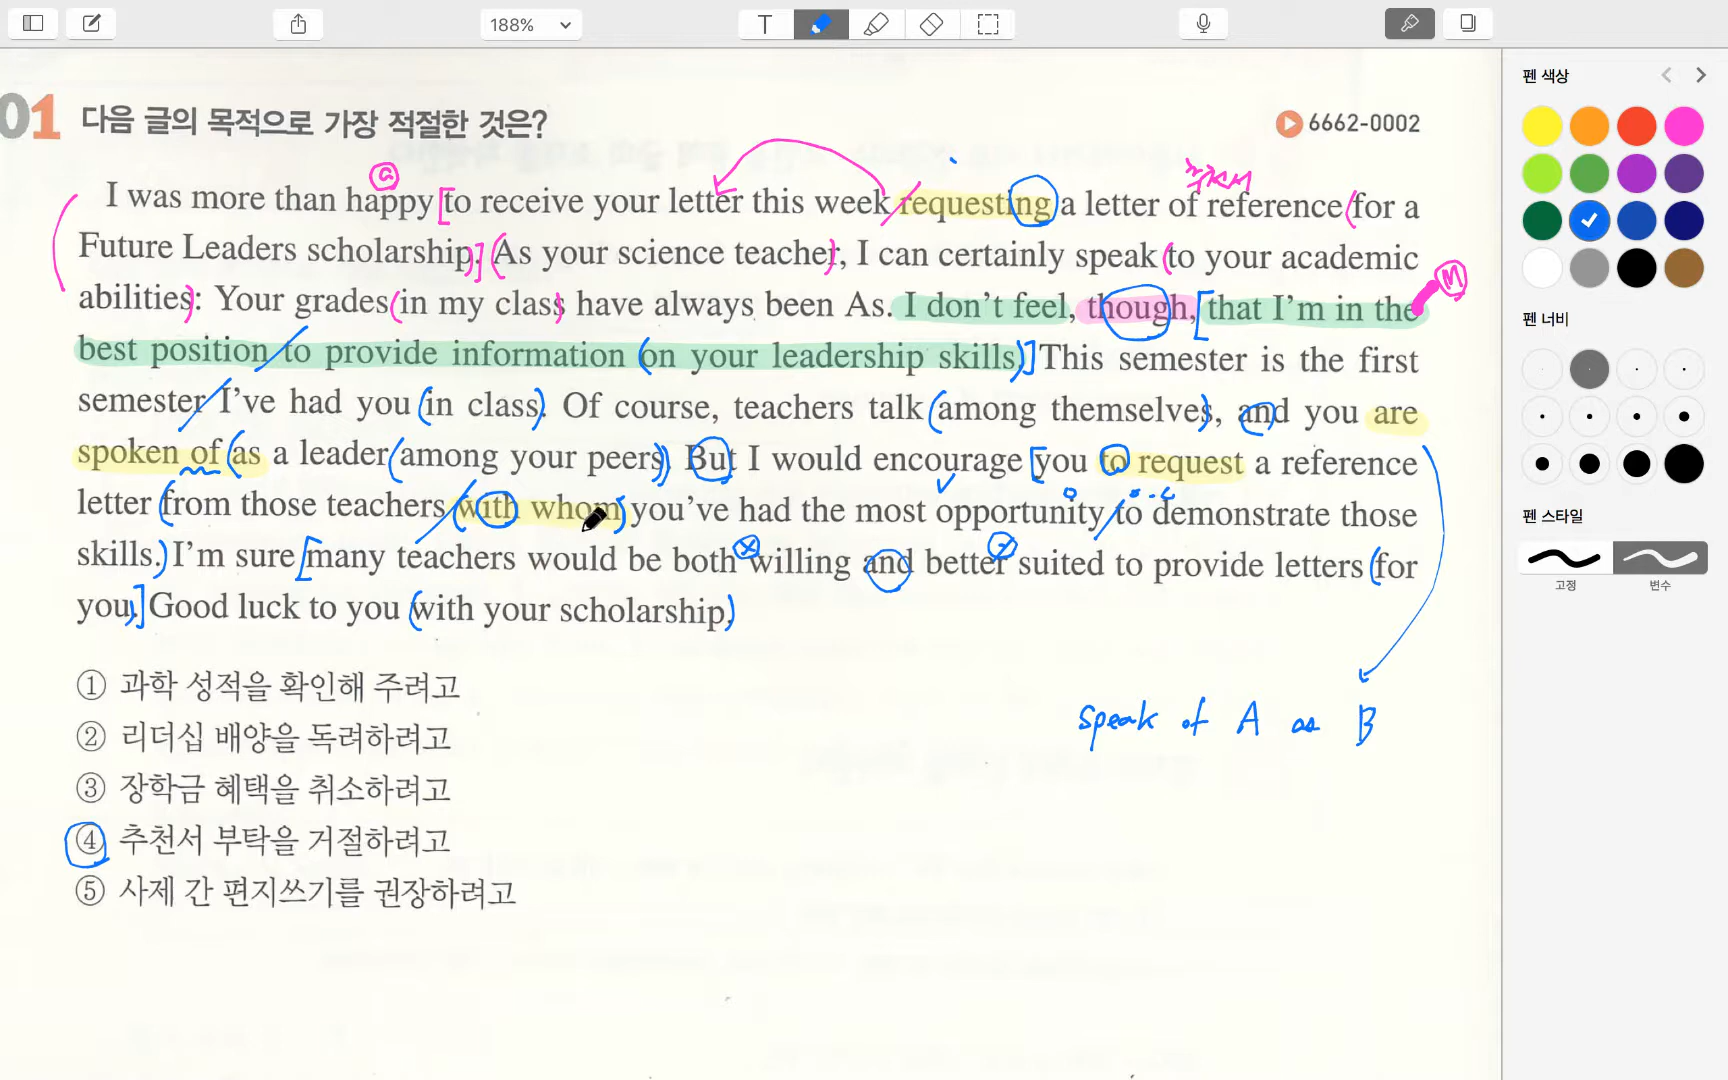 188%
T
펜 색상
01 다음 글의 목적으로 가장 적절한 것은?
6662-0002
ⓐ
추천서
I was more than happy [to receive your letter this week / requesting a letter of reference (for a
Future Leaders scholarship).] (As your science teacher), I can certainly speak (to your academic
abilities): Your grades (in my class) have always been As. I don't feel, though, [that I'm in the
best position / to provide information (on your leadership skills).] This semester is the first
semester / I've had you (in class). Of course, teachers talk (among themselves), and you are
spoken of (as a leader (among your peers)). But I would encourage [you to request a reference
letter (from those teachers / (with whom) you've had the most opportunity / to demonstrate those
skills.) I'm sure [many teachers would be both willing and better suited to provide letters (for
you).] Good luck to you (with your scholarship.)
① 과학 성적을 확인해 주려고
② 리더십 배양을 독려하려고
③ 장학금 혜택을 취소하려고
④ 추천서 부탁을 거절하려고
⑤ 사제 간 편지쓰기를 권장하려고
speak of A as B
펜 너비
펜 스타일
고정
변수